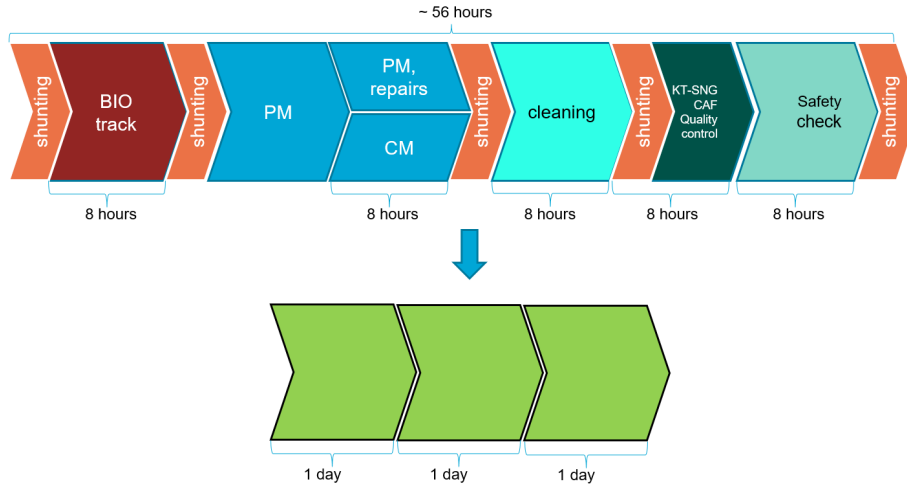 ~ 56 hours
shunting
BIO
track
shunting
PM
PM,
repairs
CM
shunting
cleaning
shunting
KT-SNG
CAF
Quality
control
Safety
check
shunting
8 hours
8 hours
8 hours
8 hours
8 hours
1 day
1 day
1 day